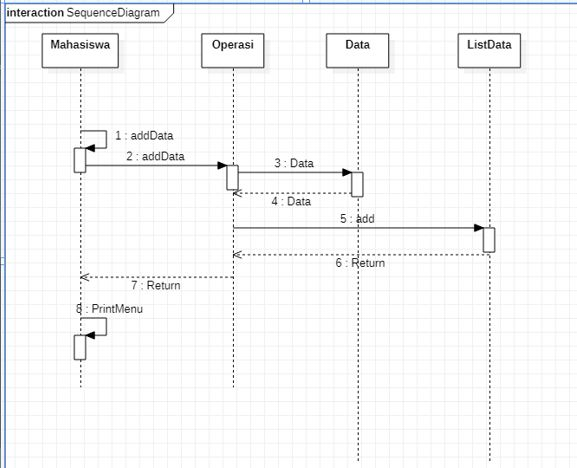 interaction SequenceDiagram
Mahasiswa
Operasi
Data
ListData
1 : addData
2 : addData
3 : Data
4 : Data
5 : add
6 : Return
7 : Return
8 : PrintMenu